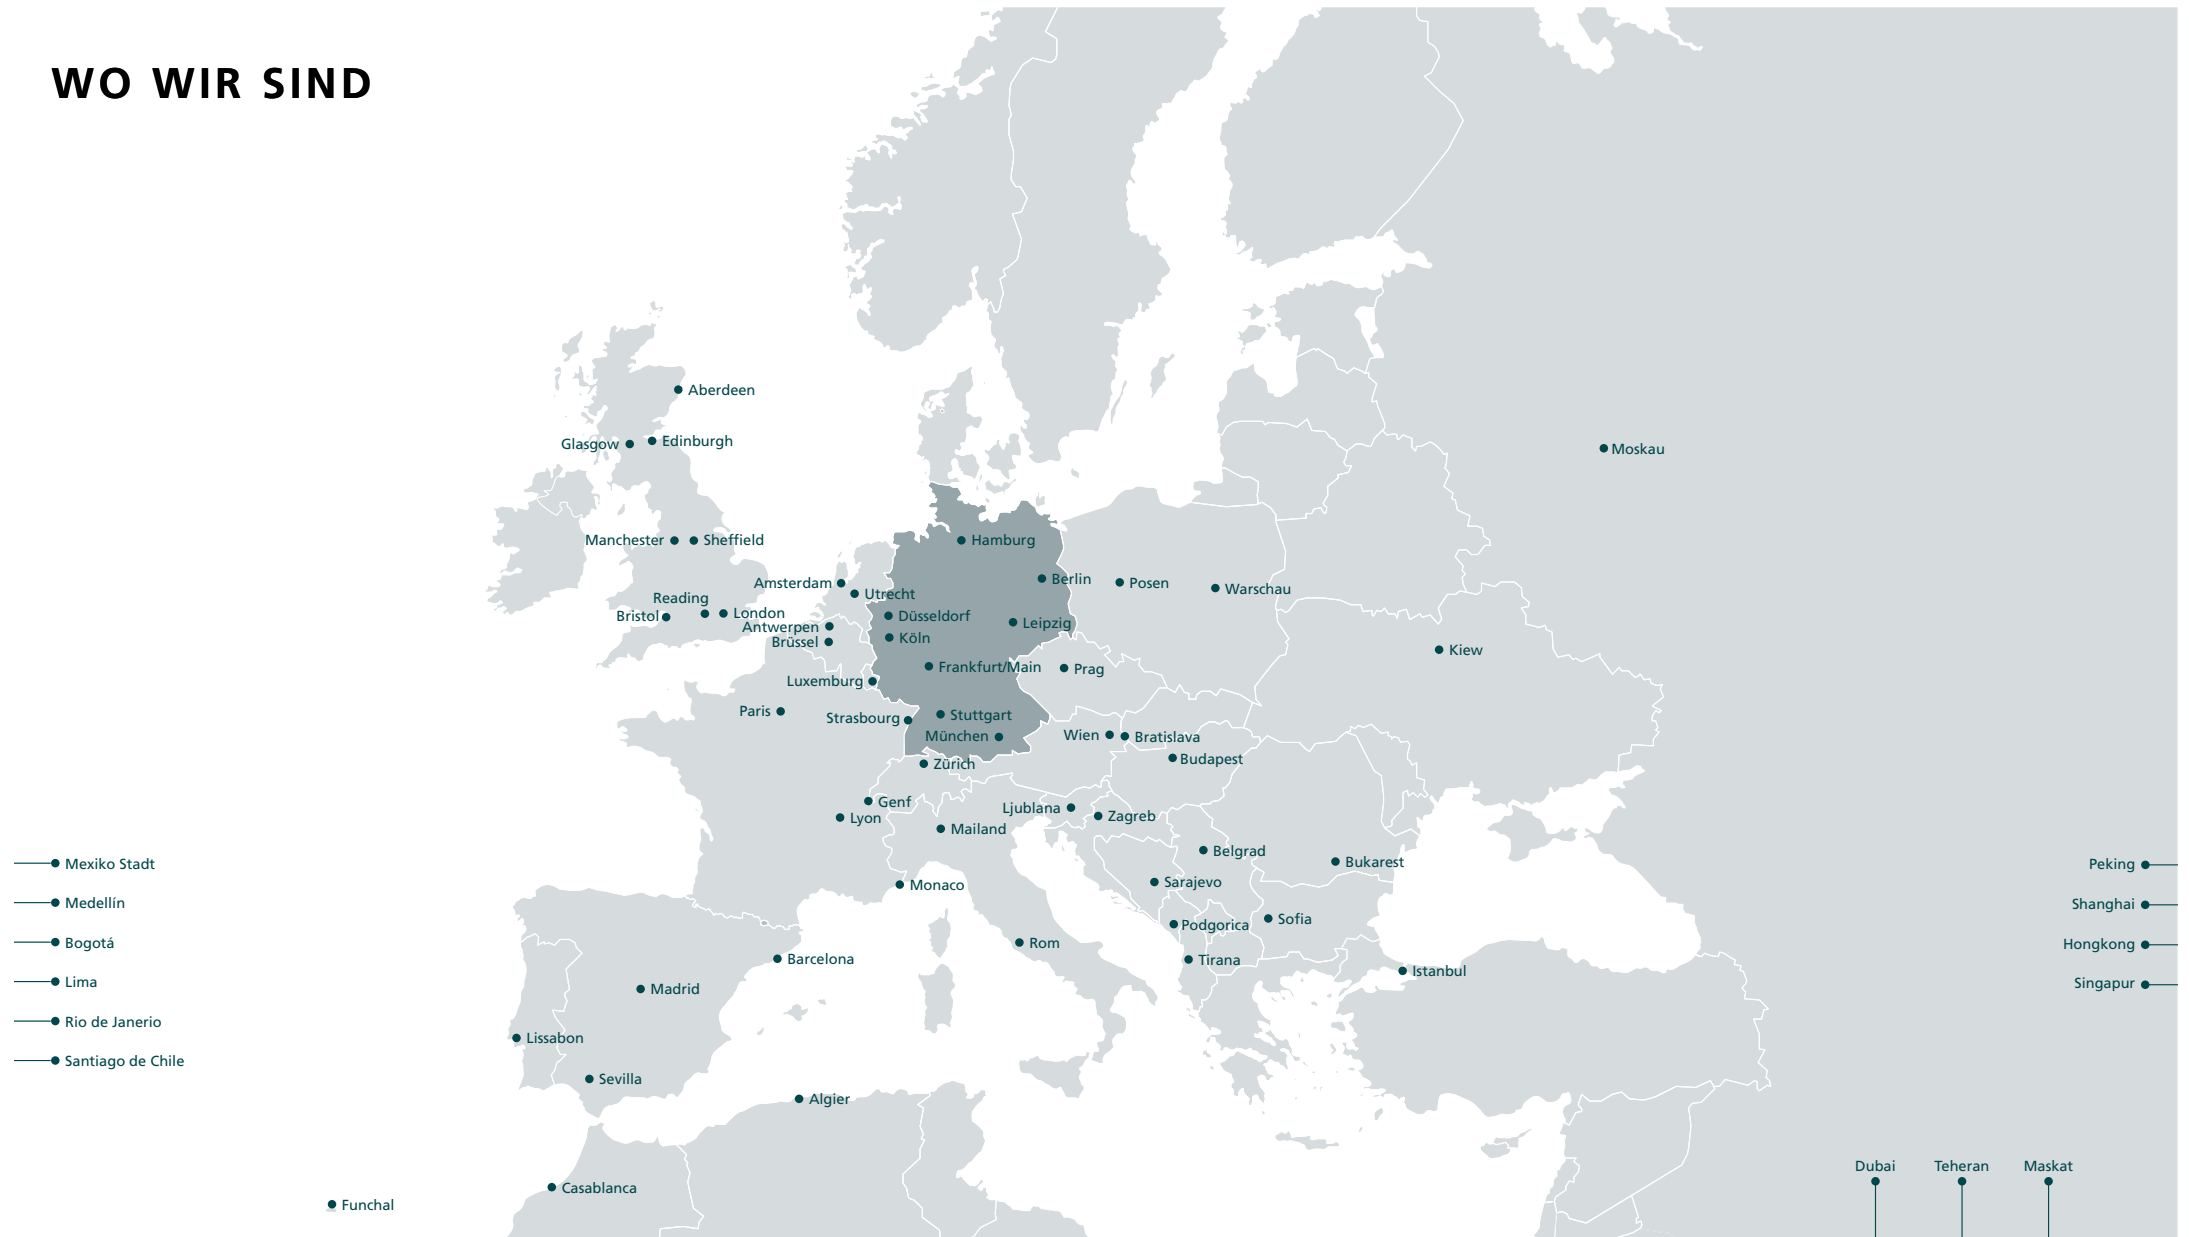 WO WIR SIND
Aberdeen
Glasgow
Edinburgh
Moskau
Manchester
Sheffield
Hamburg
Amsterdam
Berlin
Posen
Warschau
Utrecht
Reading
London
Bristol
Düsseldorf
Leipzig
Antwerpen
Brüssel
Köln
Kiew
Frankfurt/Main
Prag
Luxemburg
Paris
Strasbourg
Stuttgart
München
Wien
Bratislava
Budapest
Zürich
Genf
Ljublana
Lyon
Zagreb
Mailand
Belgrad
Bukarest
Mexiko Stadt
Peking
Sarajevo
Monaco
Medellín
Shanghai
Sofia
Podgorica
Bogotá
Rom
Hongkong
Barcelona
Tirana
Istanbul
Lima
Madrid
Singapur
Rio de Janerio
Lissabon
Santiago de Chile
Sevilla
Algier
Dubai
Teheran
Maskat
Casablanca
Funchal